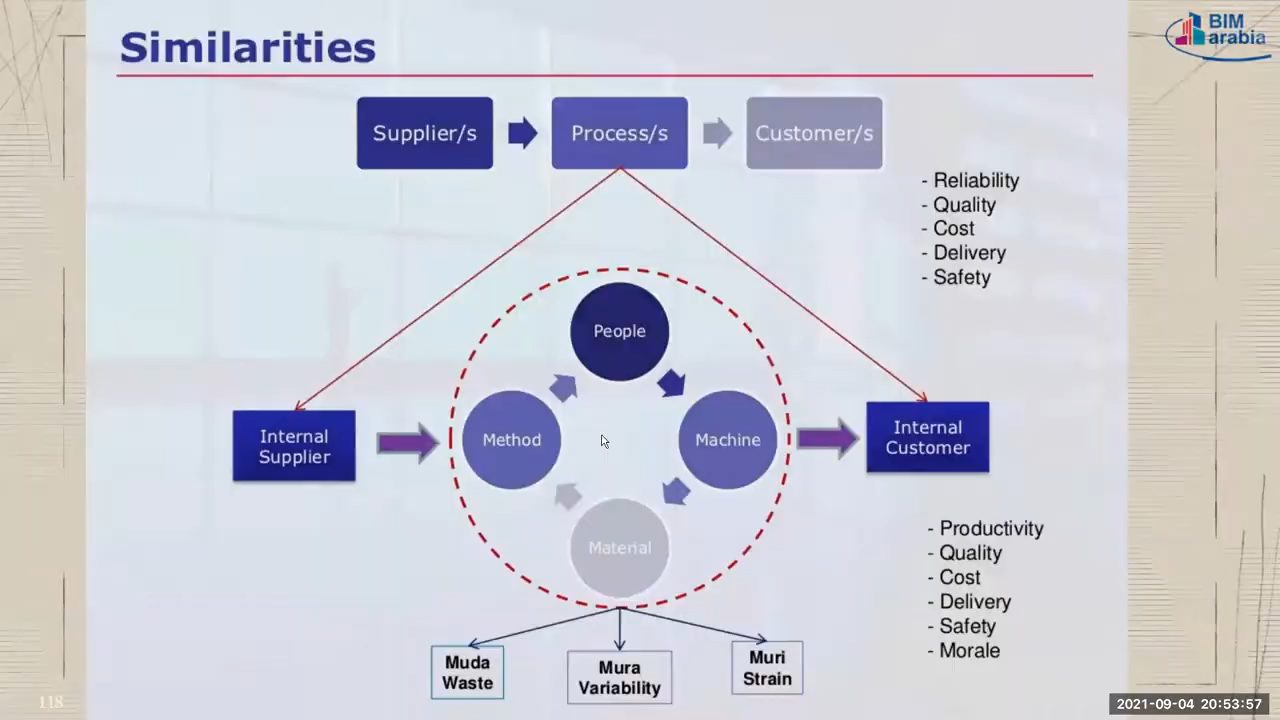 Similarities
BIM
arabia
Supplier/s
Process/s
Customer/s
- Reliability
- Quality
- Cost
- Delivery
- Safety
People
Method
Machine
Material
Internal
Supplier
Internal
Customer
- Productivity
- Quality
- Cost
- Delivery
- Safety
- Morale
Muda
Waste
Mura
Variability
Muri
Strain
118
2021-09-04 20:53:57